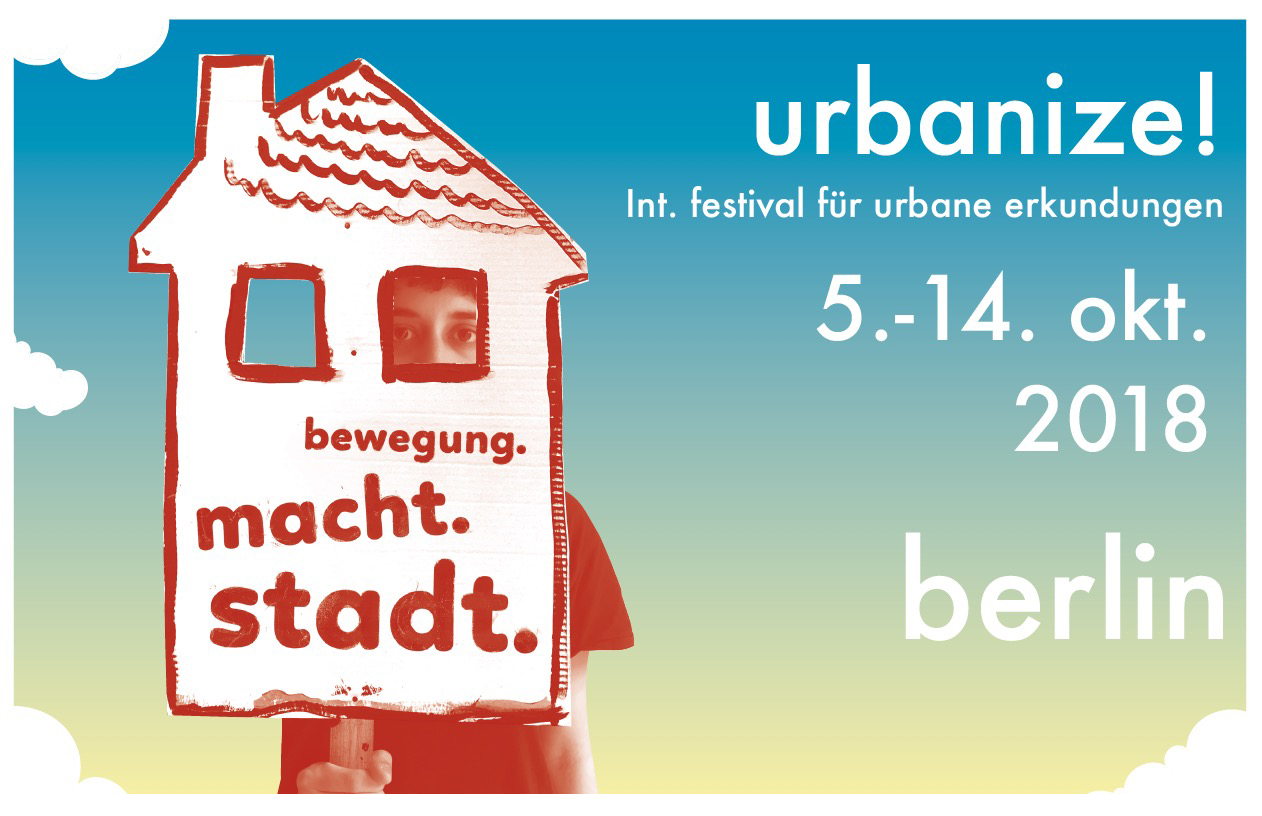 urbanize!
Int. festival für urbane erkundungen
5.-14. okt.
2018
berlin
bewegung.
macht.
stadt.